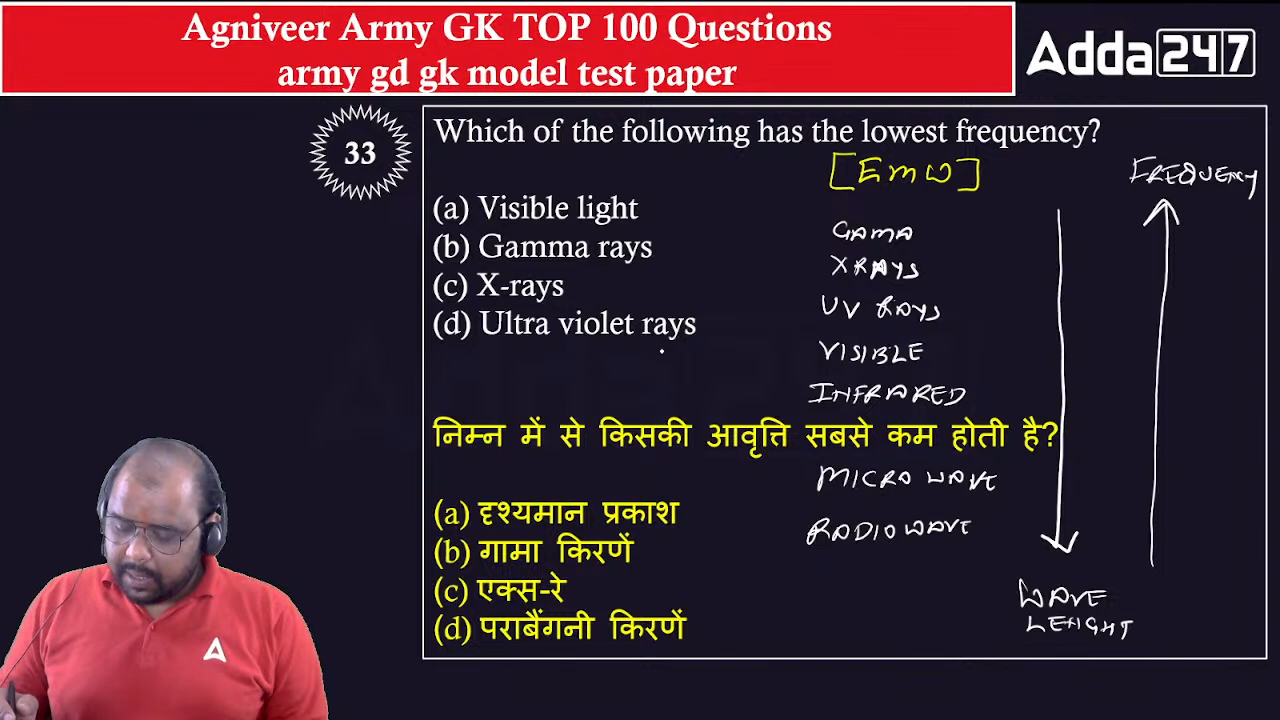 Agniveer Army GK TOP 100 Questions
army gd gk model test paper
Adda247
33
Which of the following has the lowest frequency?
[EMW]
FREQUENCY
(a) Visible light
(b) Gamma rays
(c) X-rays
(d) Ultra violet rays
GAMA
XRAYS
UV RAYS
VISIBLE
INFRARED
निम्न में से किसकी आवृत्ति सबसे कम होती है?
MICRO WAVE
RADIOWAVE
(a) दृश्यमान प्रकाश
(b) गामा किरणें
(c) एक्स-रे
(d) पराबैंगनी किरणें
WAVE
LENGHT